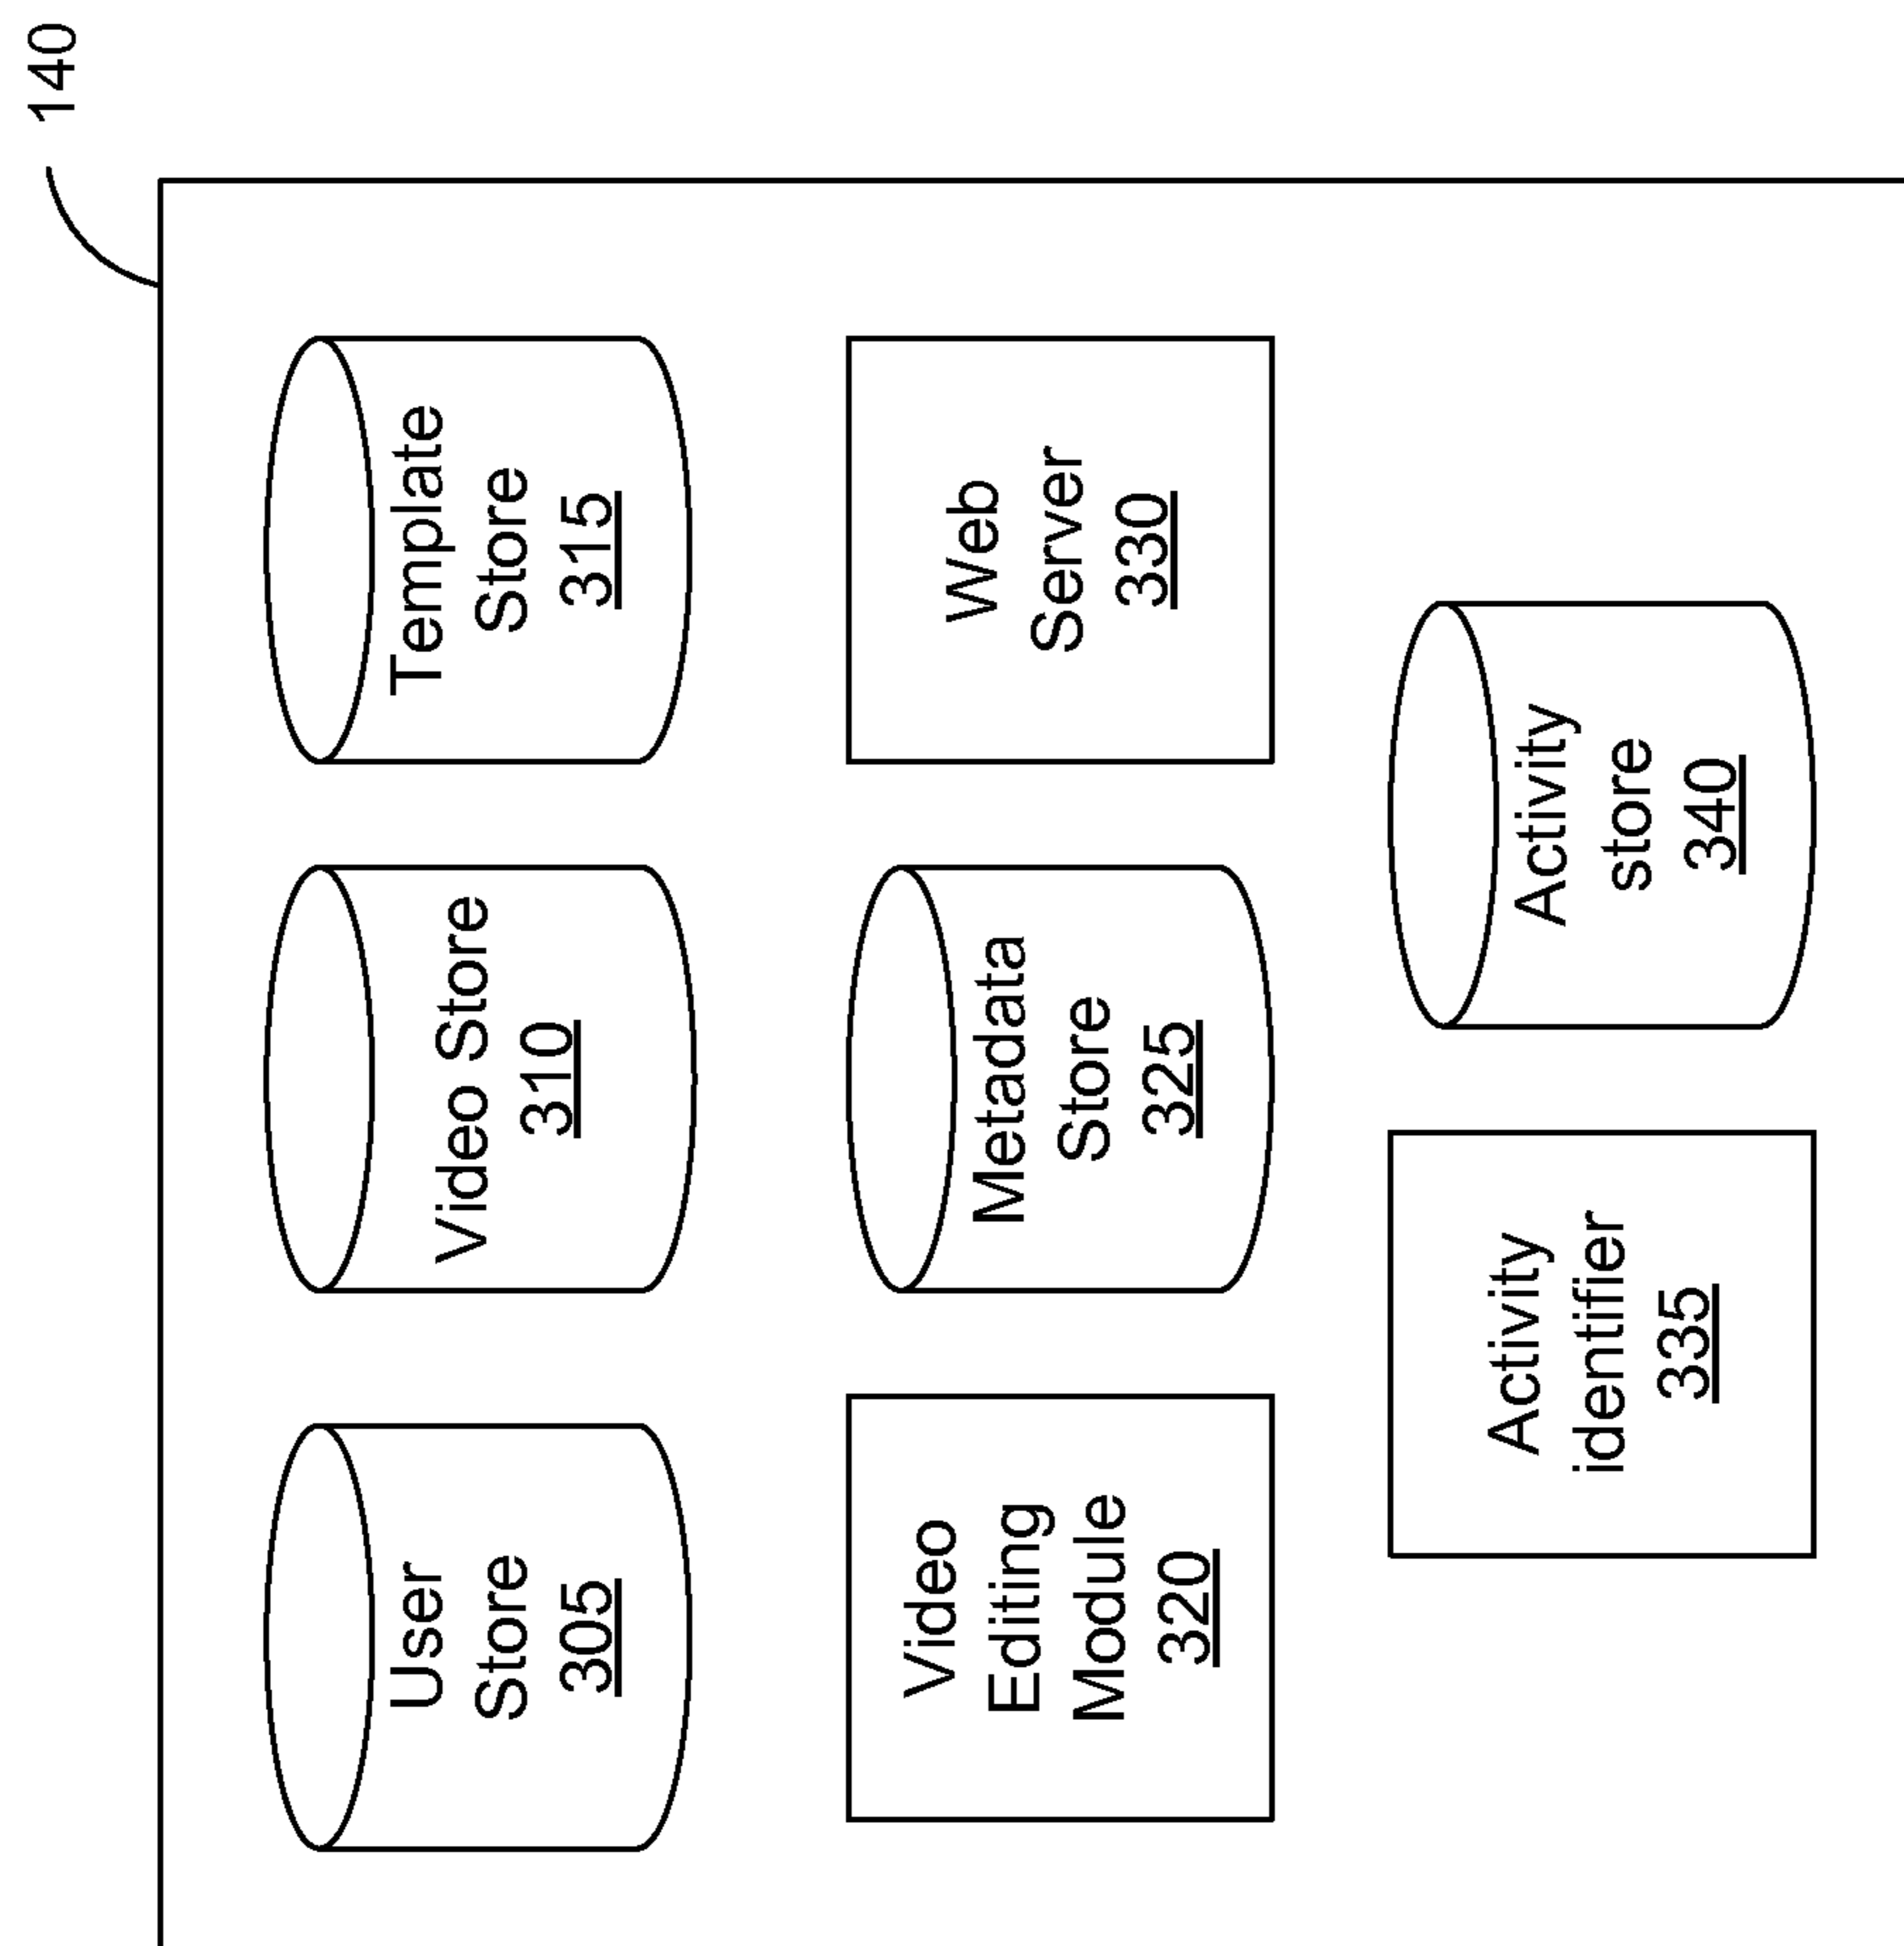 140
User
Store
305
Video Store
310
Template
Store
315
Video
Editing
Module
320
Metadata
Store
325
Web
Server
330
Activity
identifier
335
Activity
store
340